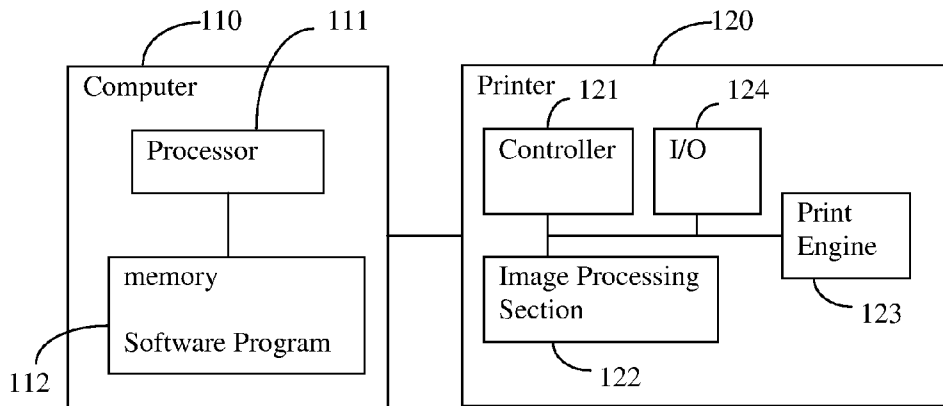 110
111
120
Computer
Printer
121
124
Processor
Controller
I/O
Print
Engine
memory
Image Processing
Section
Software Program
123
112
122